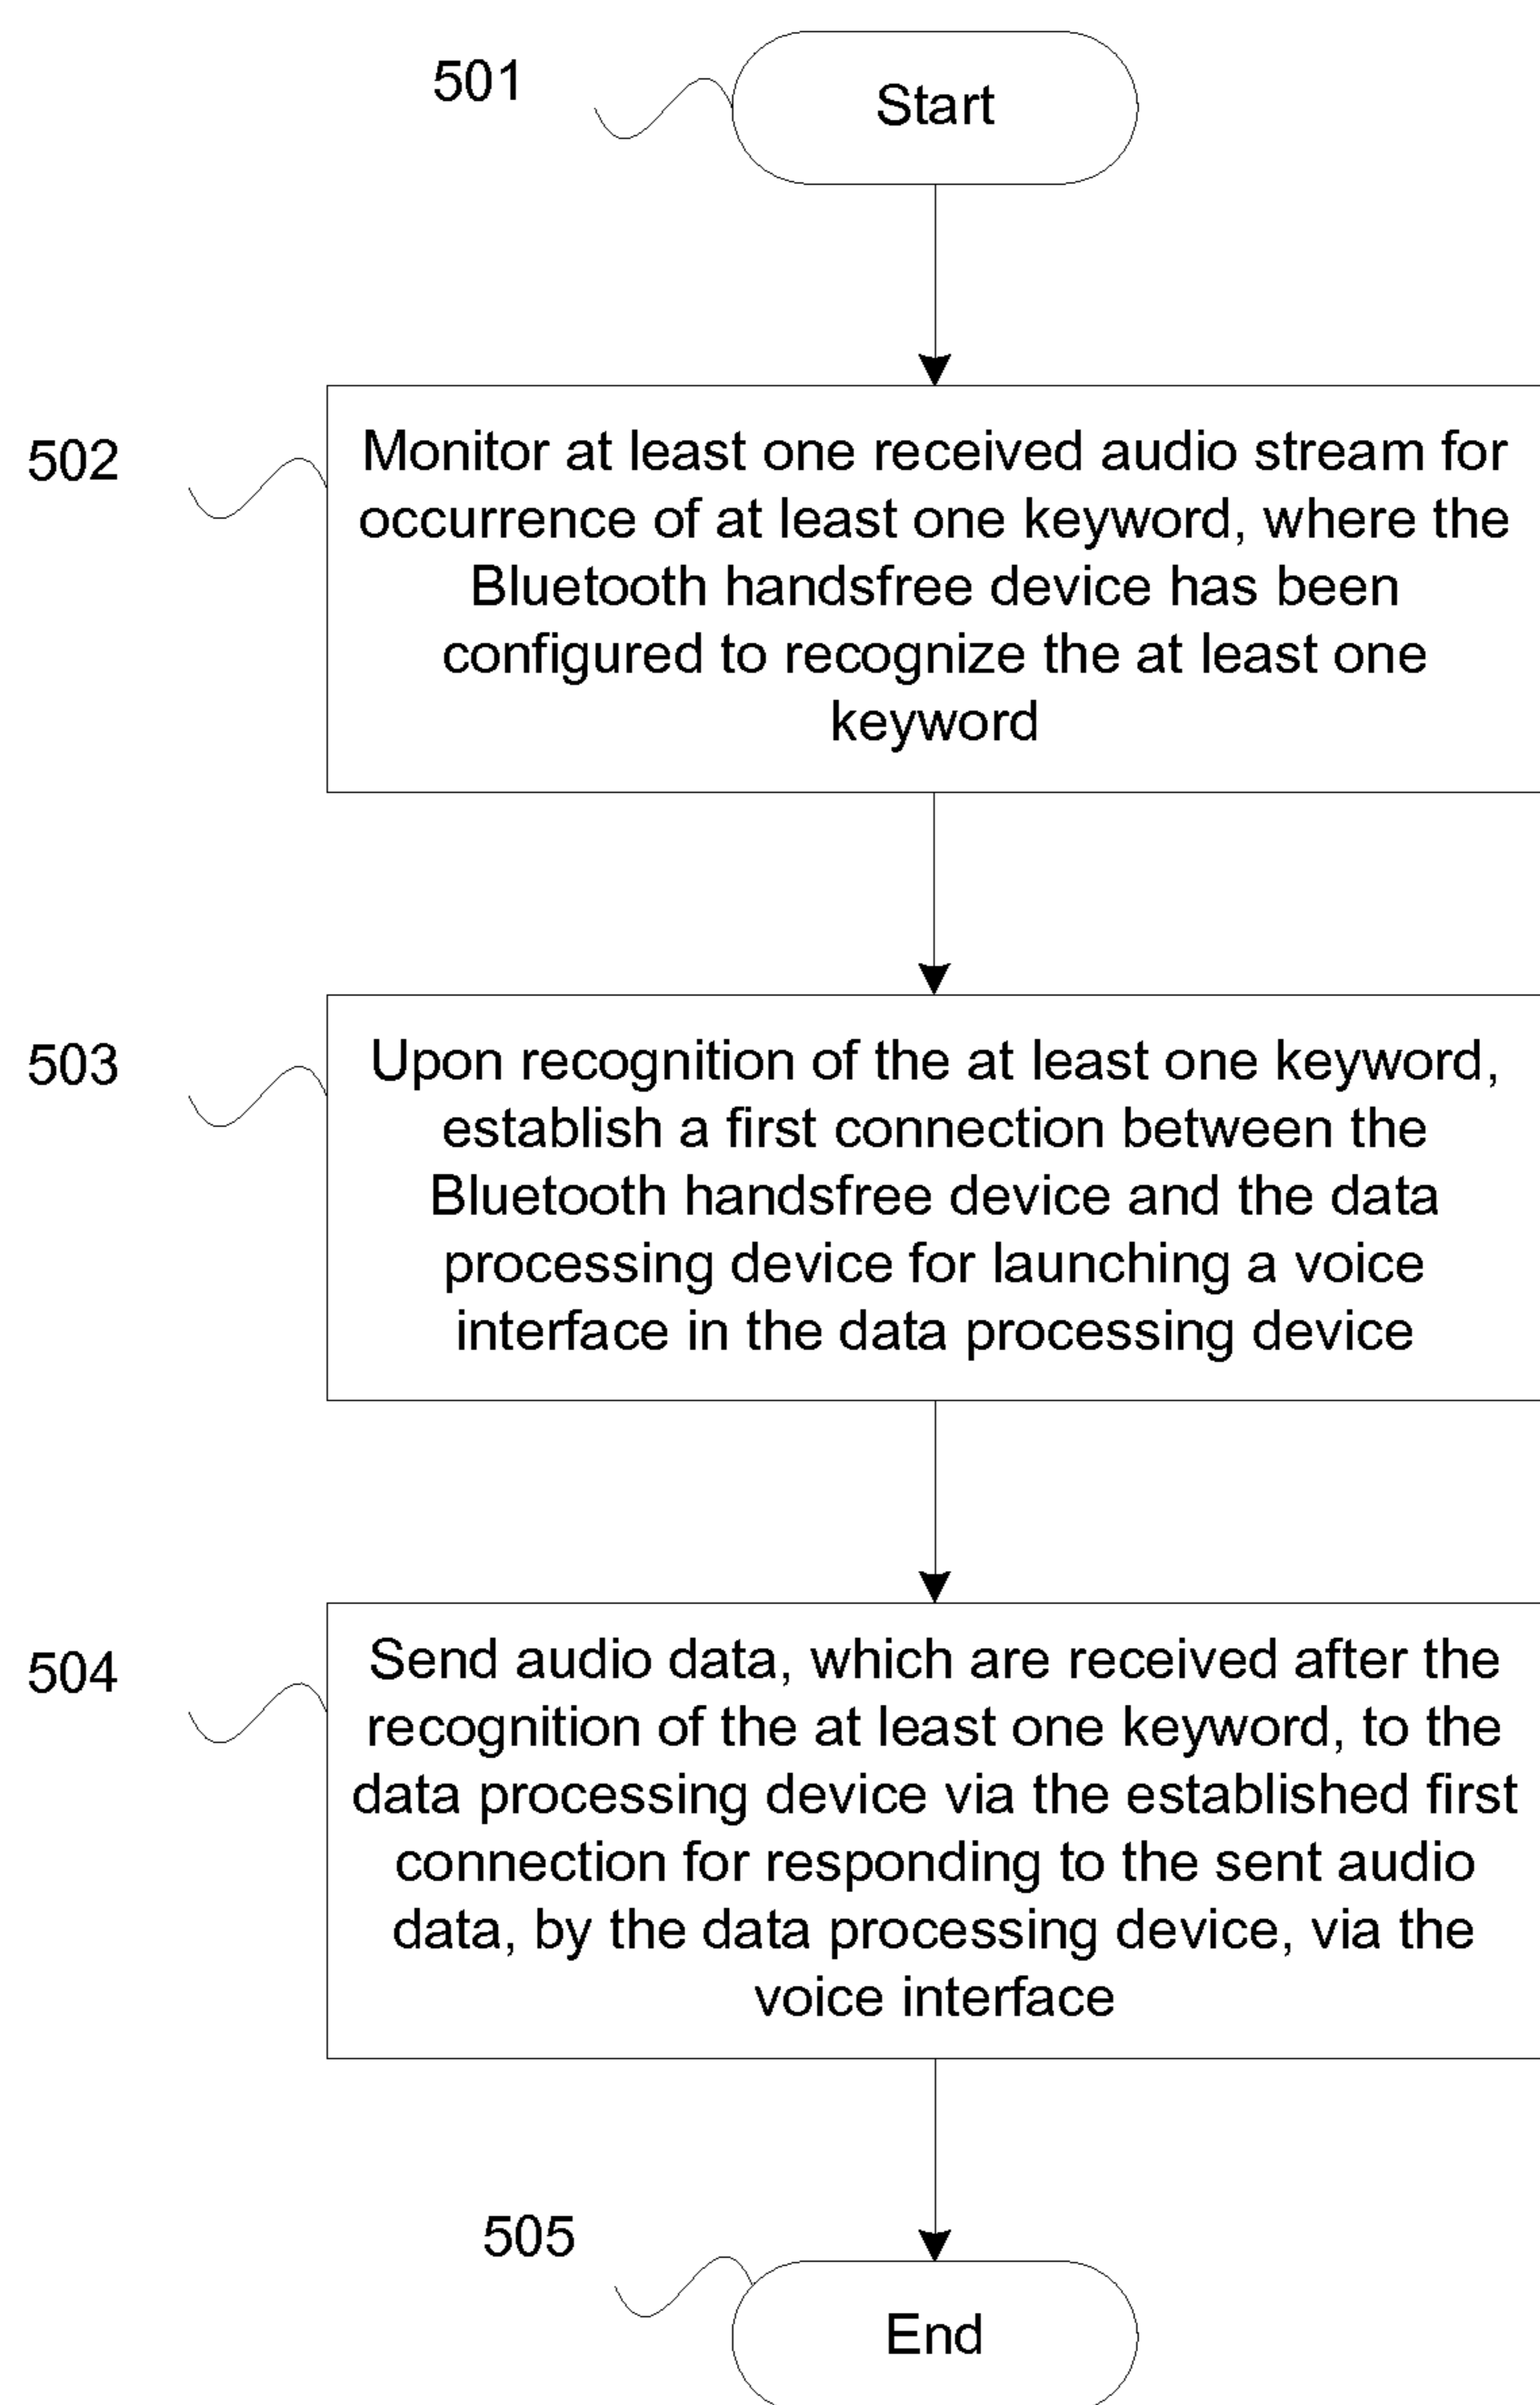 501
Start
502
Monitor at least one received audio stream for
occurrence of at least one keyword, where the
Bluetooth handsfree device has been
configured to recognize the at least one
keyword
503
Upon recognition of the at least one keyword,
establish a first connection between the
Bluetooth handsfree device and the data
processing device for launching a voice
interface in the data processing device
504
Send audio data, which are received after the
recognition of the at least one keyword, to the
data processing device via the established first
connection for responding to the sent audio
data, by the data processing device, via the
voice interface
505
End